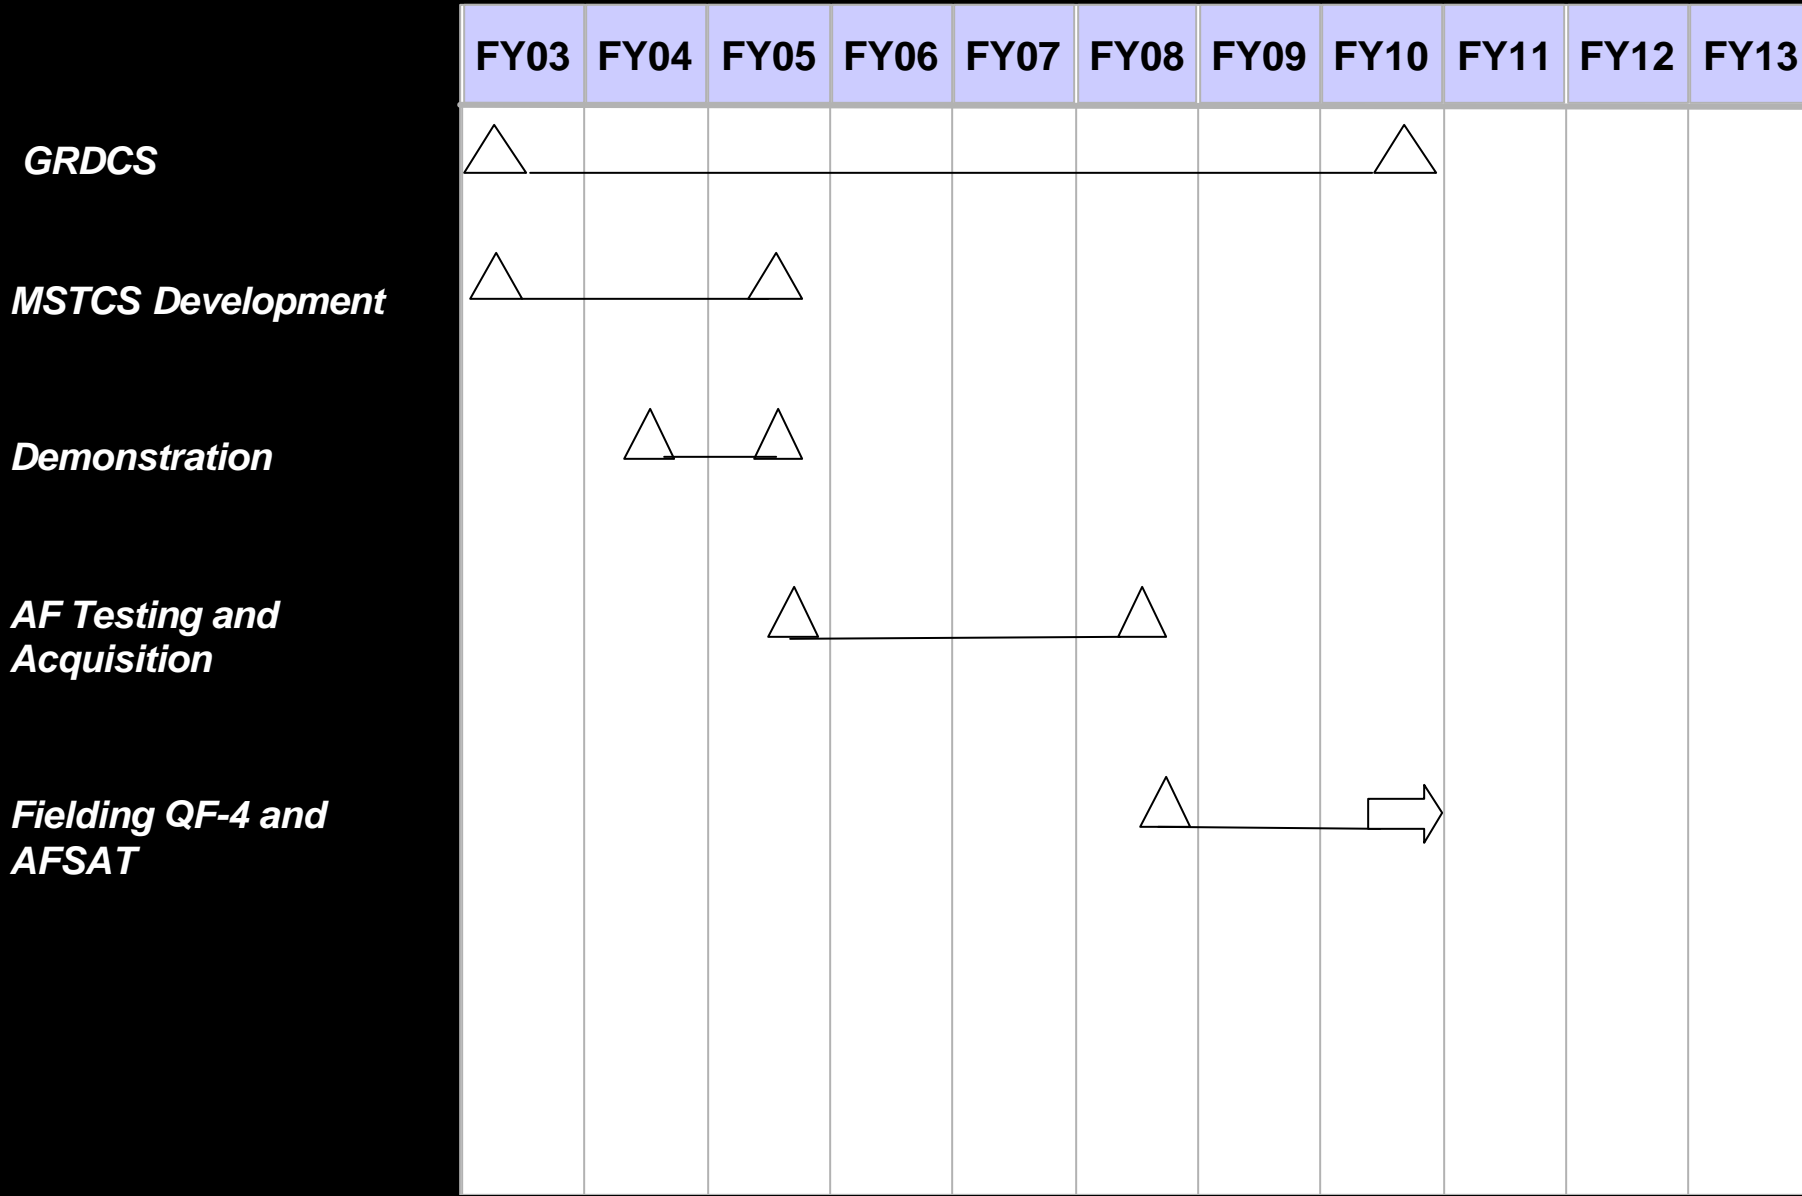 FY03 FY04 FY05 FY06 FY07 FY08 FY09 FY10 FY11 FY12 FY13
GRDCS
MSTCS Development
Demonstration
AF Testing and
Acquisition
Fielding QF-4 and
AFSAT